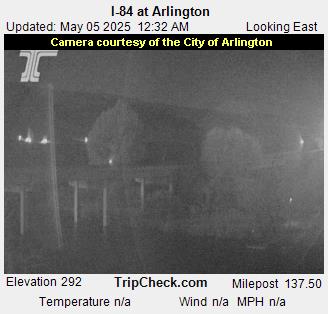 I-84 at Arlington
Updated: May 05 2025 12:32 AM Looking East
Camera courtesy of the City of Arlington
Elevation 292 TripCheck.com Milepost 137.50
Temperature n/a Wind n/a MPH n/a